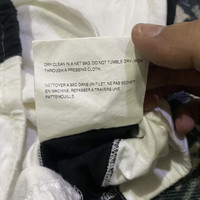 DRY CLEAN IN A NET BAG. DO NOT TUMBLE DRY. IRON
THROUGH A PRESSING CLOTH.
NETTOYER A SEC DANS UN FILET. NE PAS SECHER
EN MACHINE. REPASSER A TRAVERS UNE
PATTEMOUILLE.